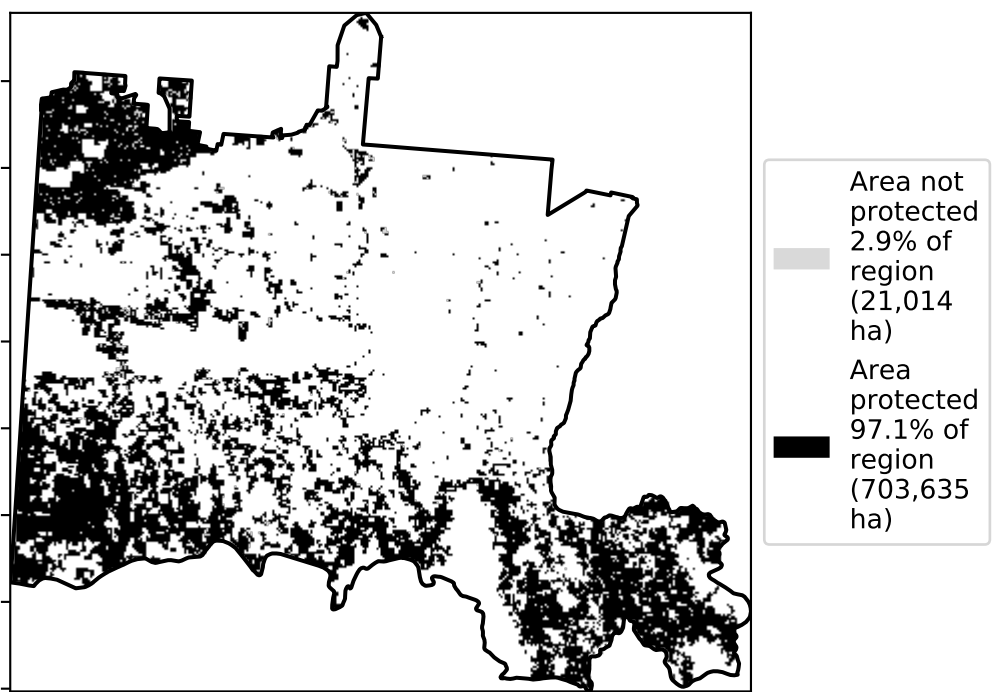 Area not
protected
2.9% of
region
(21,014
ha)
Area
protected
97.1% of
region
(703,635
ha)